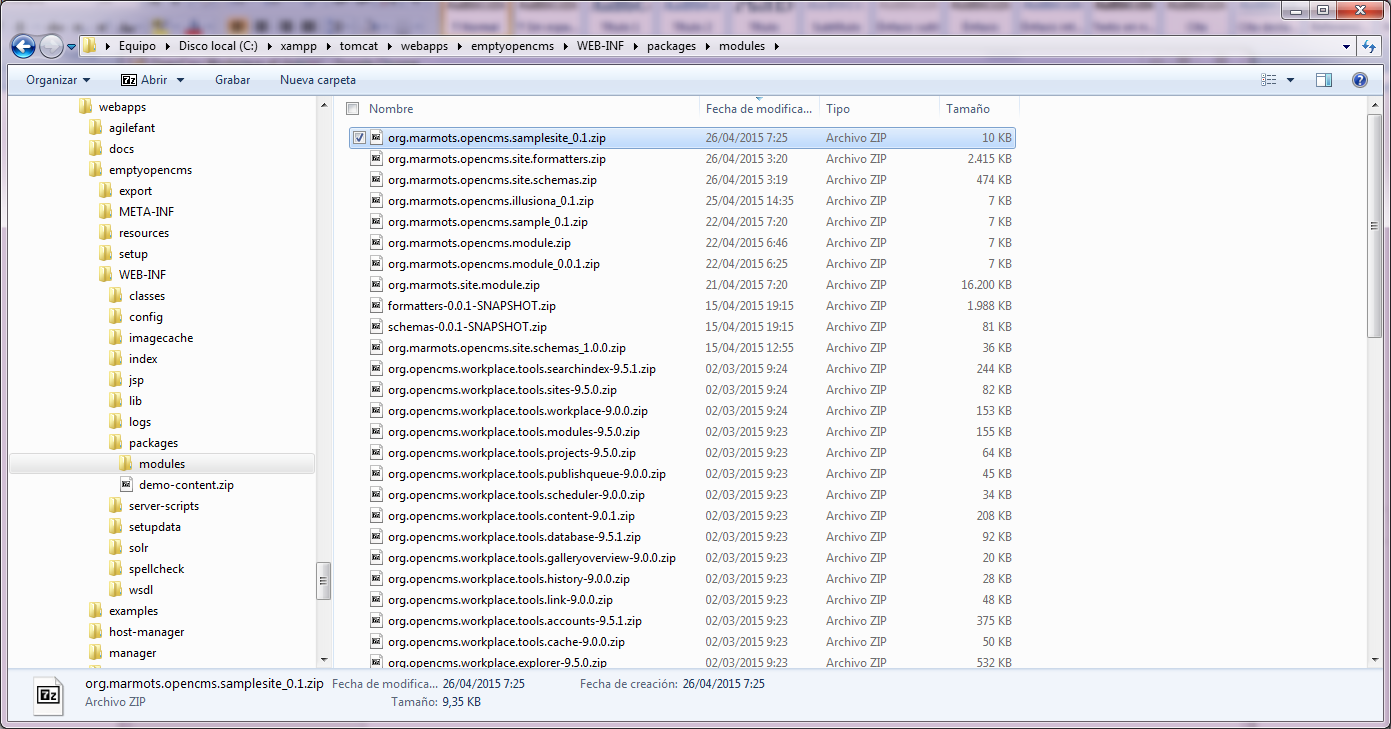 Equipo Disco local (C:) xampp tomcat webapps emptyopencms WEB-INF packages modules
Organizar Abrir Grabar Nueva carpeta
webapps
agilefant
docs
emptyopencms
export
META-INF
resources
setup
WEB-INF
classes
config
imagecache
index
jsp
lib
logs
packages
modules
demo-content.zip
server-scripts
setupdata
solr
spellcheck
wsdl
examples
host-manager
manager
Nombre Fecha de modifica... Tipo Tamaño
org.marmots.opencms.samplesite_0.1.zip 26/04/2015 7:25 Archivo ZIP 10 KB
org.marmots.opencms.site.formatters.zip 26/04/2015 3:20 Archivo ZIP 2.415 KB
org.marmots.opencms.site.schemas.zip 26/04/2015 3:19 Archivo ZIP 474 KB
org.marmots.opencms.illusiona_0.1.zip 25/04/2015 14:35 Archivo ZIP 7 KB
org.marmots.opencms.sample_0.1.zip 22/04/2015 7:20 Archivo ZIP 7 KB
org.marmots.opencms.module.zip 22/04/2015 6:46 Archivo ZIP 7 KB
org.marmots.opencms.module_0.0.1.zip 22/04/2015 6:25 Archivo ZIP 7 KB
org.marmots.site.module.zip 21/04/2015 7:20 Archivo ZIP 16.200 KB
formatters-0.0.1-SNAPSHOT.zip 15/04/2015 19:15 Archivo ZIP 1.988 KB
schemas-0.0.1-SNAPSHOT.zip 15/04/2015 19:15 Archivo ZIP 81 KB
org.marmots.opencms.site.schemas_1.0.0.zip 15/04/2015 12:55 Archivo ZIP 36 KB
org.opencms.workplace.tools.searchindex-9.5.1.zip 02/03/2015 9:24 Archivo ZIP 244 KB
org.opencms.workplace.tools.sites-9.5.0.zip 02/03/2015 9:24 Archivo ZIP 82 KB
org.opencms.workplace.tools.workplace-9.0.0.zip 02/03/2015 9:24 Archivo ZIP 153 KB
org.opencms.workplace.tools.modules-9.5.0.zip 02/03/2015 9:23 Archivo ZIP 155 KB
org.opencms.workplace.tools.projects-9.5.0.zip 02/03/2015 9:23 Archivo ZIP 64 KB
org.opencms.workplace.tools.publishqueue-9.0.0.zip 02/03/2015 9:23 Archivo ZIP 45 KB
org.opencms.workplace.tools.scheduler-9.0.0.zip 02/03/2015 9:23 Archivo ZIP 34 KB
org.opencms.workplace.tools.content-9.0.1.zip 02/03/2015 9:23 Archivo ZIP 208 KB
org.opencms.workplace.tools.database-9.5.1.zip 02/03/2015 9:23 Archivo ZIP 92 KB
org.opencms.workplace.tools.galleryoverview-9.0.0.zip 02/03/2015 9:23 Archivo ZIP 20 KB
org.opencms.workplace.tools.history-9.0.0.zip 02/03/2015 9:23 Archivo ZIP 28 KB
org.opencms.workplace.tools.link-9.0.0.zip 02/03/2015 9:23 Archivo ZIP 48 KB
org.opencms.workplace.tools.accounts-9.5.1.zip 02/03/2015 9:23 Archivo ZIP 375 KB
org.opencms.workplace.tools.cache-9.0.0.zip 02/03/2015 9:23 Archivo ZIP 50 KB
org.opencms.workplace.explorer-9.5.0.zip 02/03/2015 9:23 Archivo ZIP 532 KB
org.marmots.opencms.samplesite_0.1.zip Fecha de modifica... 26/04/2015 7:25 Fecha de creación: 26/04/2015 7:25
Archivo ZIP Tamaño: 9,35 KB